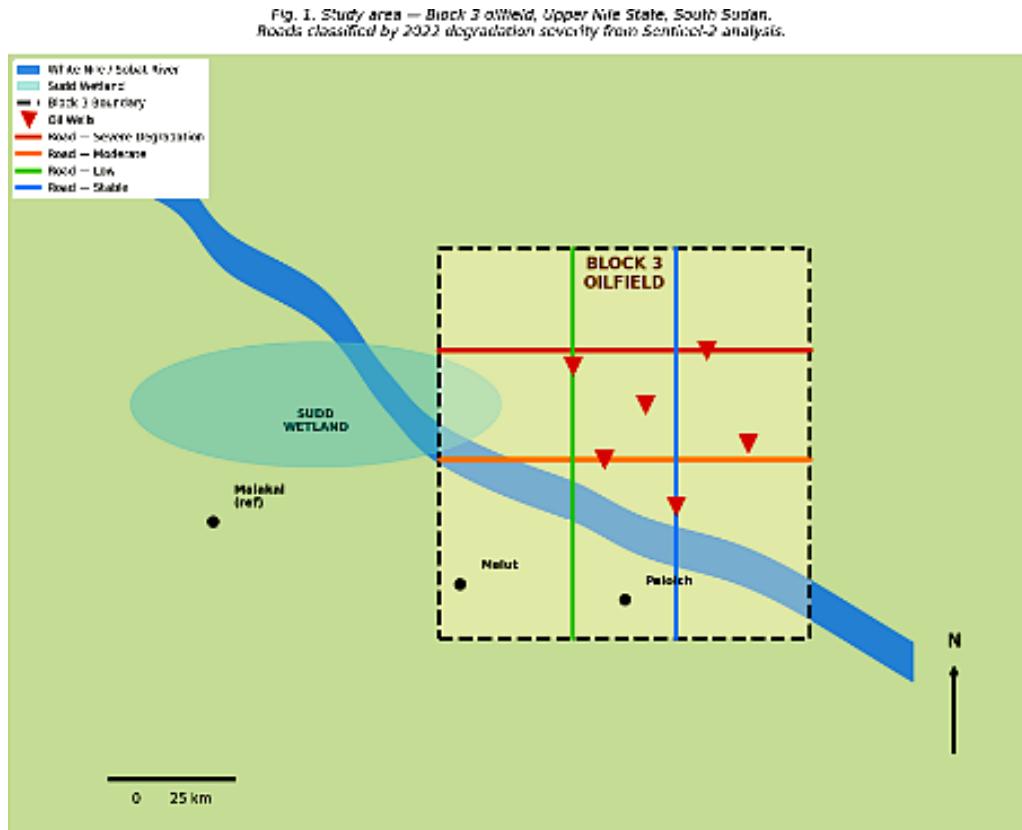 Fig. 1. Study area — Block 3 oilfield, Upper Nile State, South Sudan.
Roads classified by 2022 degradation severity from Sentinel-2 analysis.
White Nile / Sobat River
Sudd Wetland
Block 3 Boundary
Oil Wells
Road — Severe Degradation
Road — Moderate
Road — Low
Road — Stable
BLOCK 3
OILFIELD
SUDD
WETLAND
Malakal
(ref)
Melut
Paloich
N
0 25 km